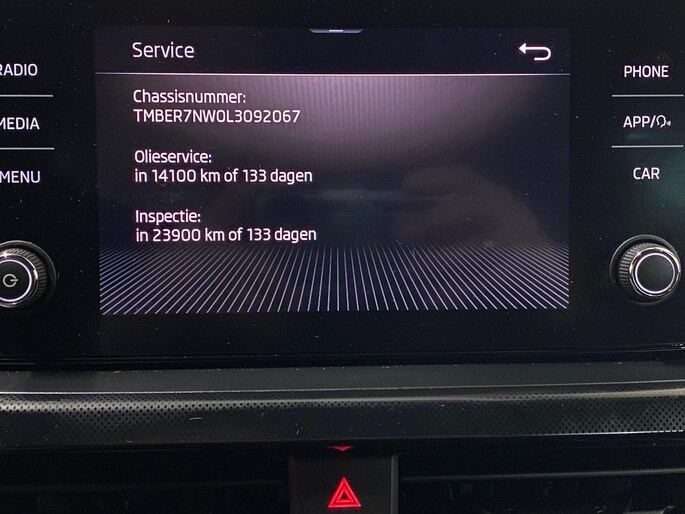 Service
RADIO
MEDIA
MENU
Chassisnummer:
TMBER7NW0L3092067
Olieservice:
in 14100 km of 133 dagen
Inspectie:
in 23900 km of 133 dagen
PHONE
APP/
CAR